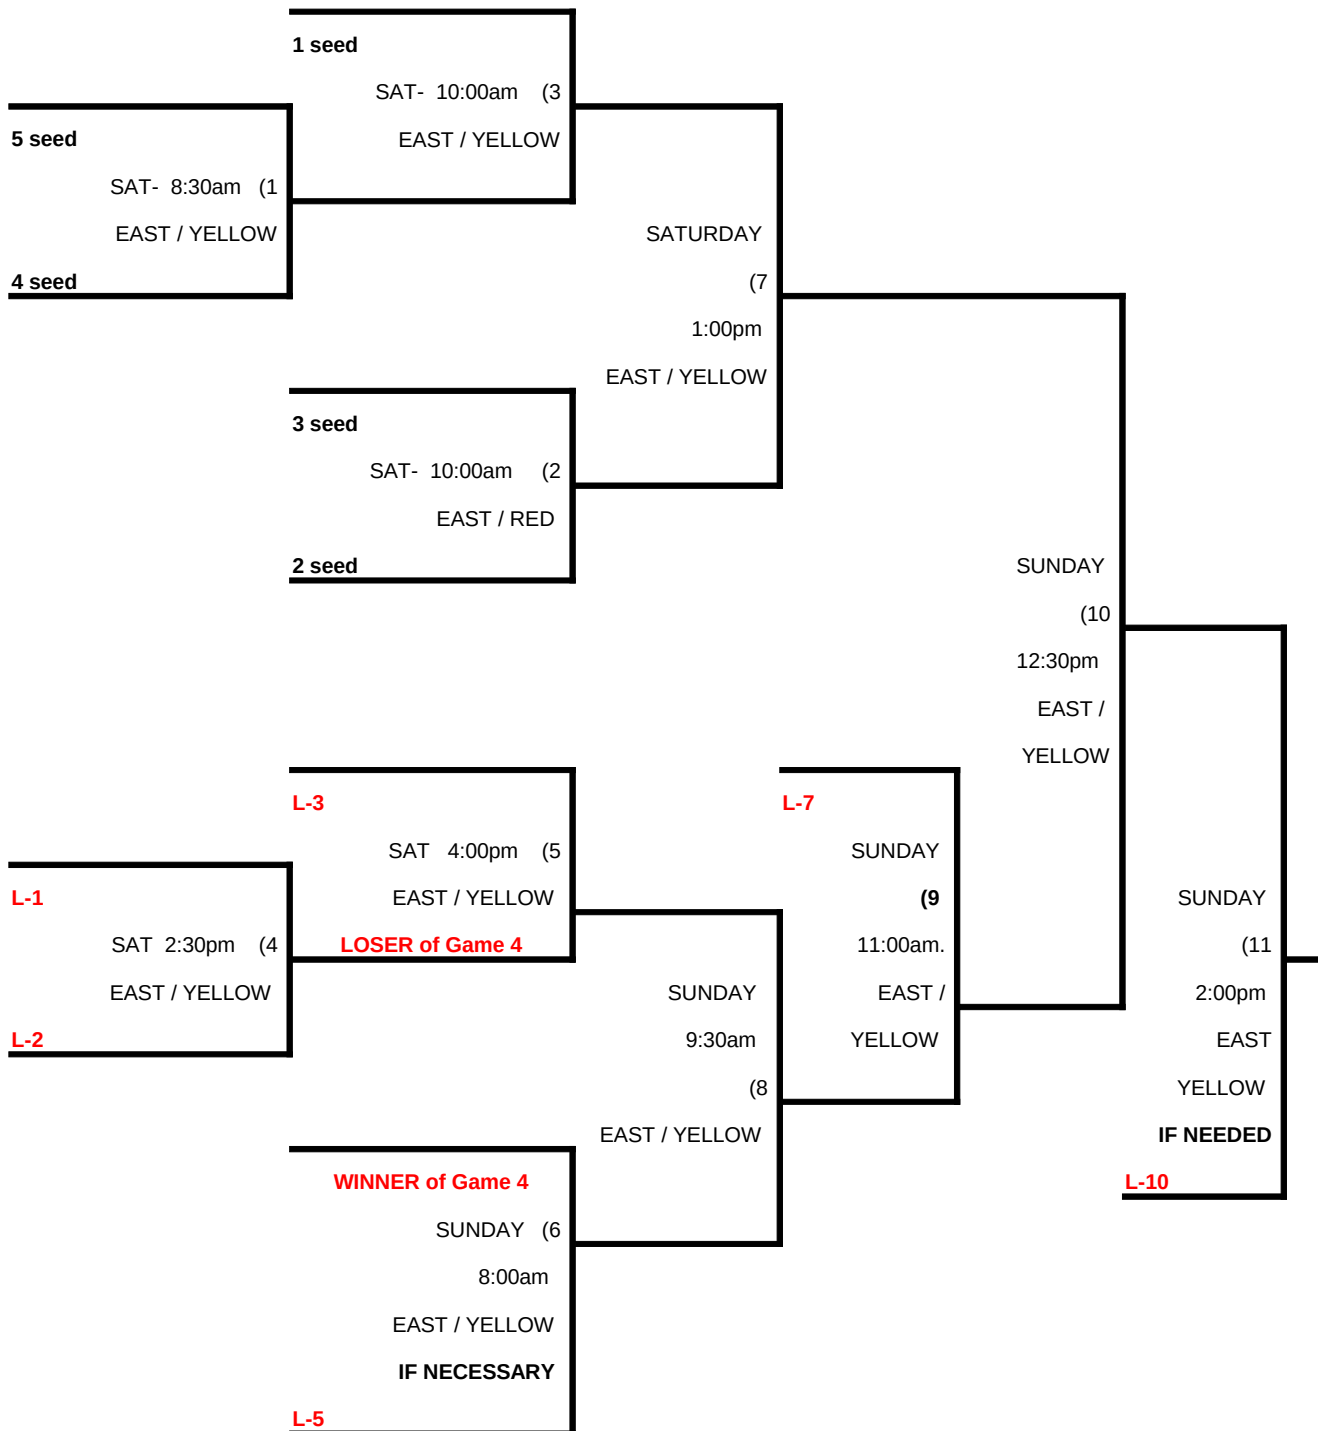 1 seed
SAT-  10:00am  (3
EAST / YELLOW
5 seed
SAT-  8:30am  (1
EAST / YELLOW
4 seed
SATURDAY
(7
1:00pm
EAST / YELLOW
3 seed
SAT-  10:00am  (2
EAST / RED
2 seed
SUNDAY
(10
12:30pm
EAST /
YELLOW
L-3
SAT  4:00pm  (5
EAST / YELLOW
LOSER of Game 4
L-1
SAT  2:30pm  (4
EAST / YELLOW
L-2
L-7
SUNDAY
(9
11:00am.
EAST /
YELLOW
SUNDAY
9:30am
(8
EAST / YELLOW
SUNDAY
(11
2:00pm
EAST
YELLOW
IF NEEDED
L-10
WINNER of Game 4
SUNDAY  (6
8:00am
EAST / YELLOW
IF NECESSARY
L-5